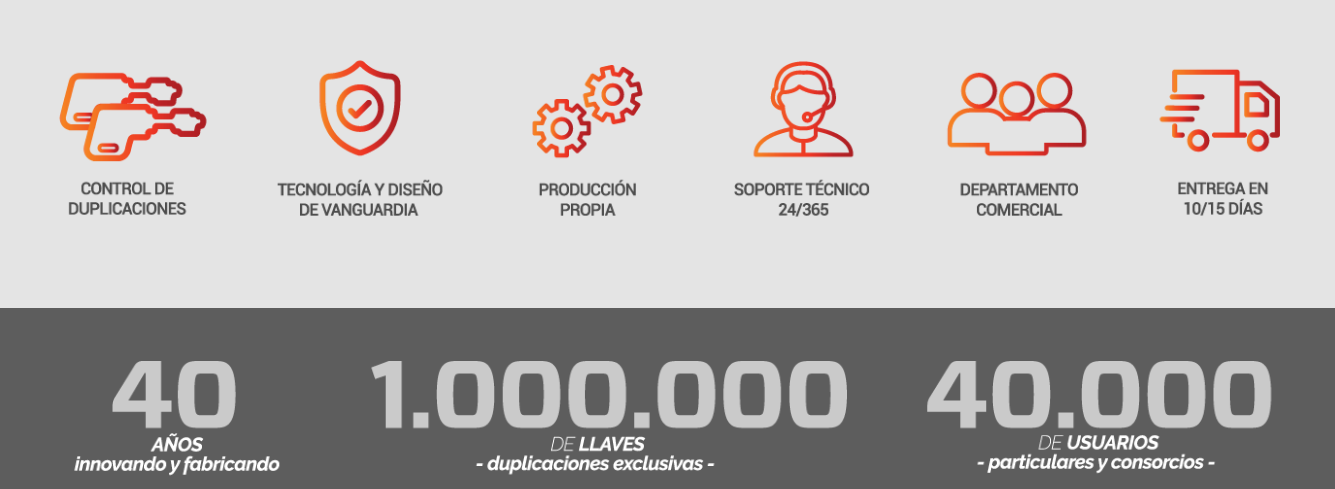 CONTROL DE
DUPLICACIONES
TECNOLOGÍA Y DISEÑO
DE VANGUARDIA
PRODUCCIÓN
PROPIA
SOPORTE TÉCNICO
24/365
DEPARTAMENTO
COMERCIAL
ENTREGA EN
10/15 DÍAS
40
AÑOS
innovando y fabricando
1.000.000
DE LLAVES
- duplicaciones exclusivas -
40.000
DE USUARIOS
- particulares y consorcios -